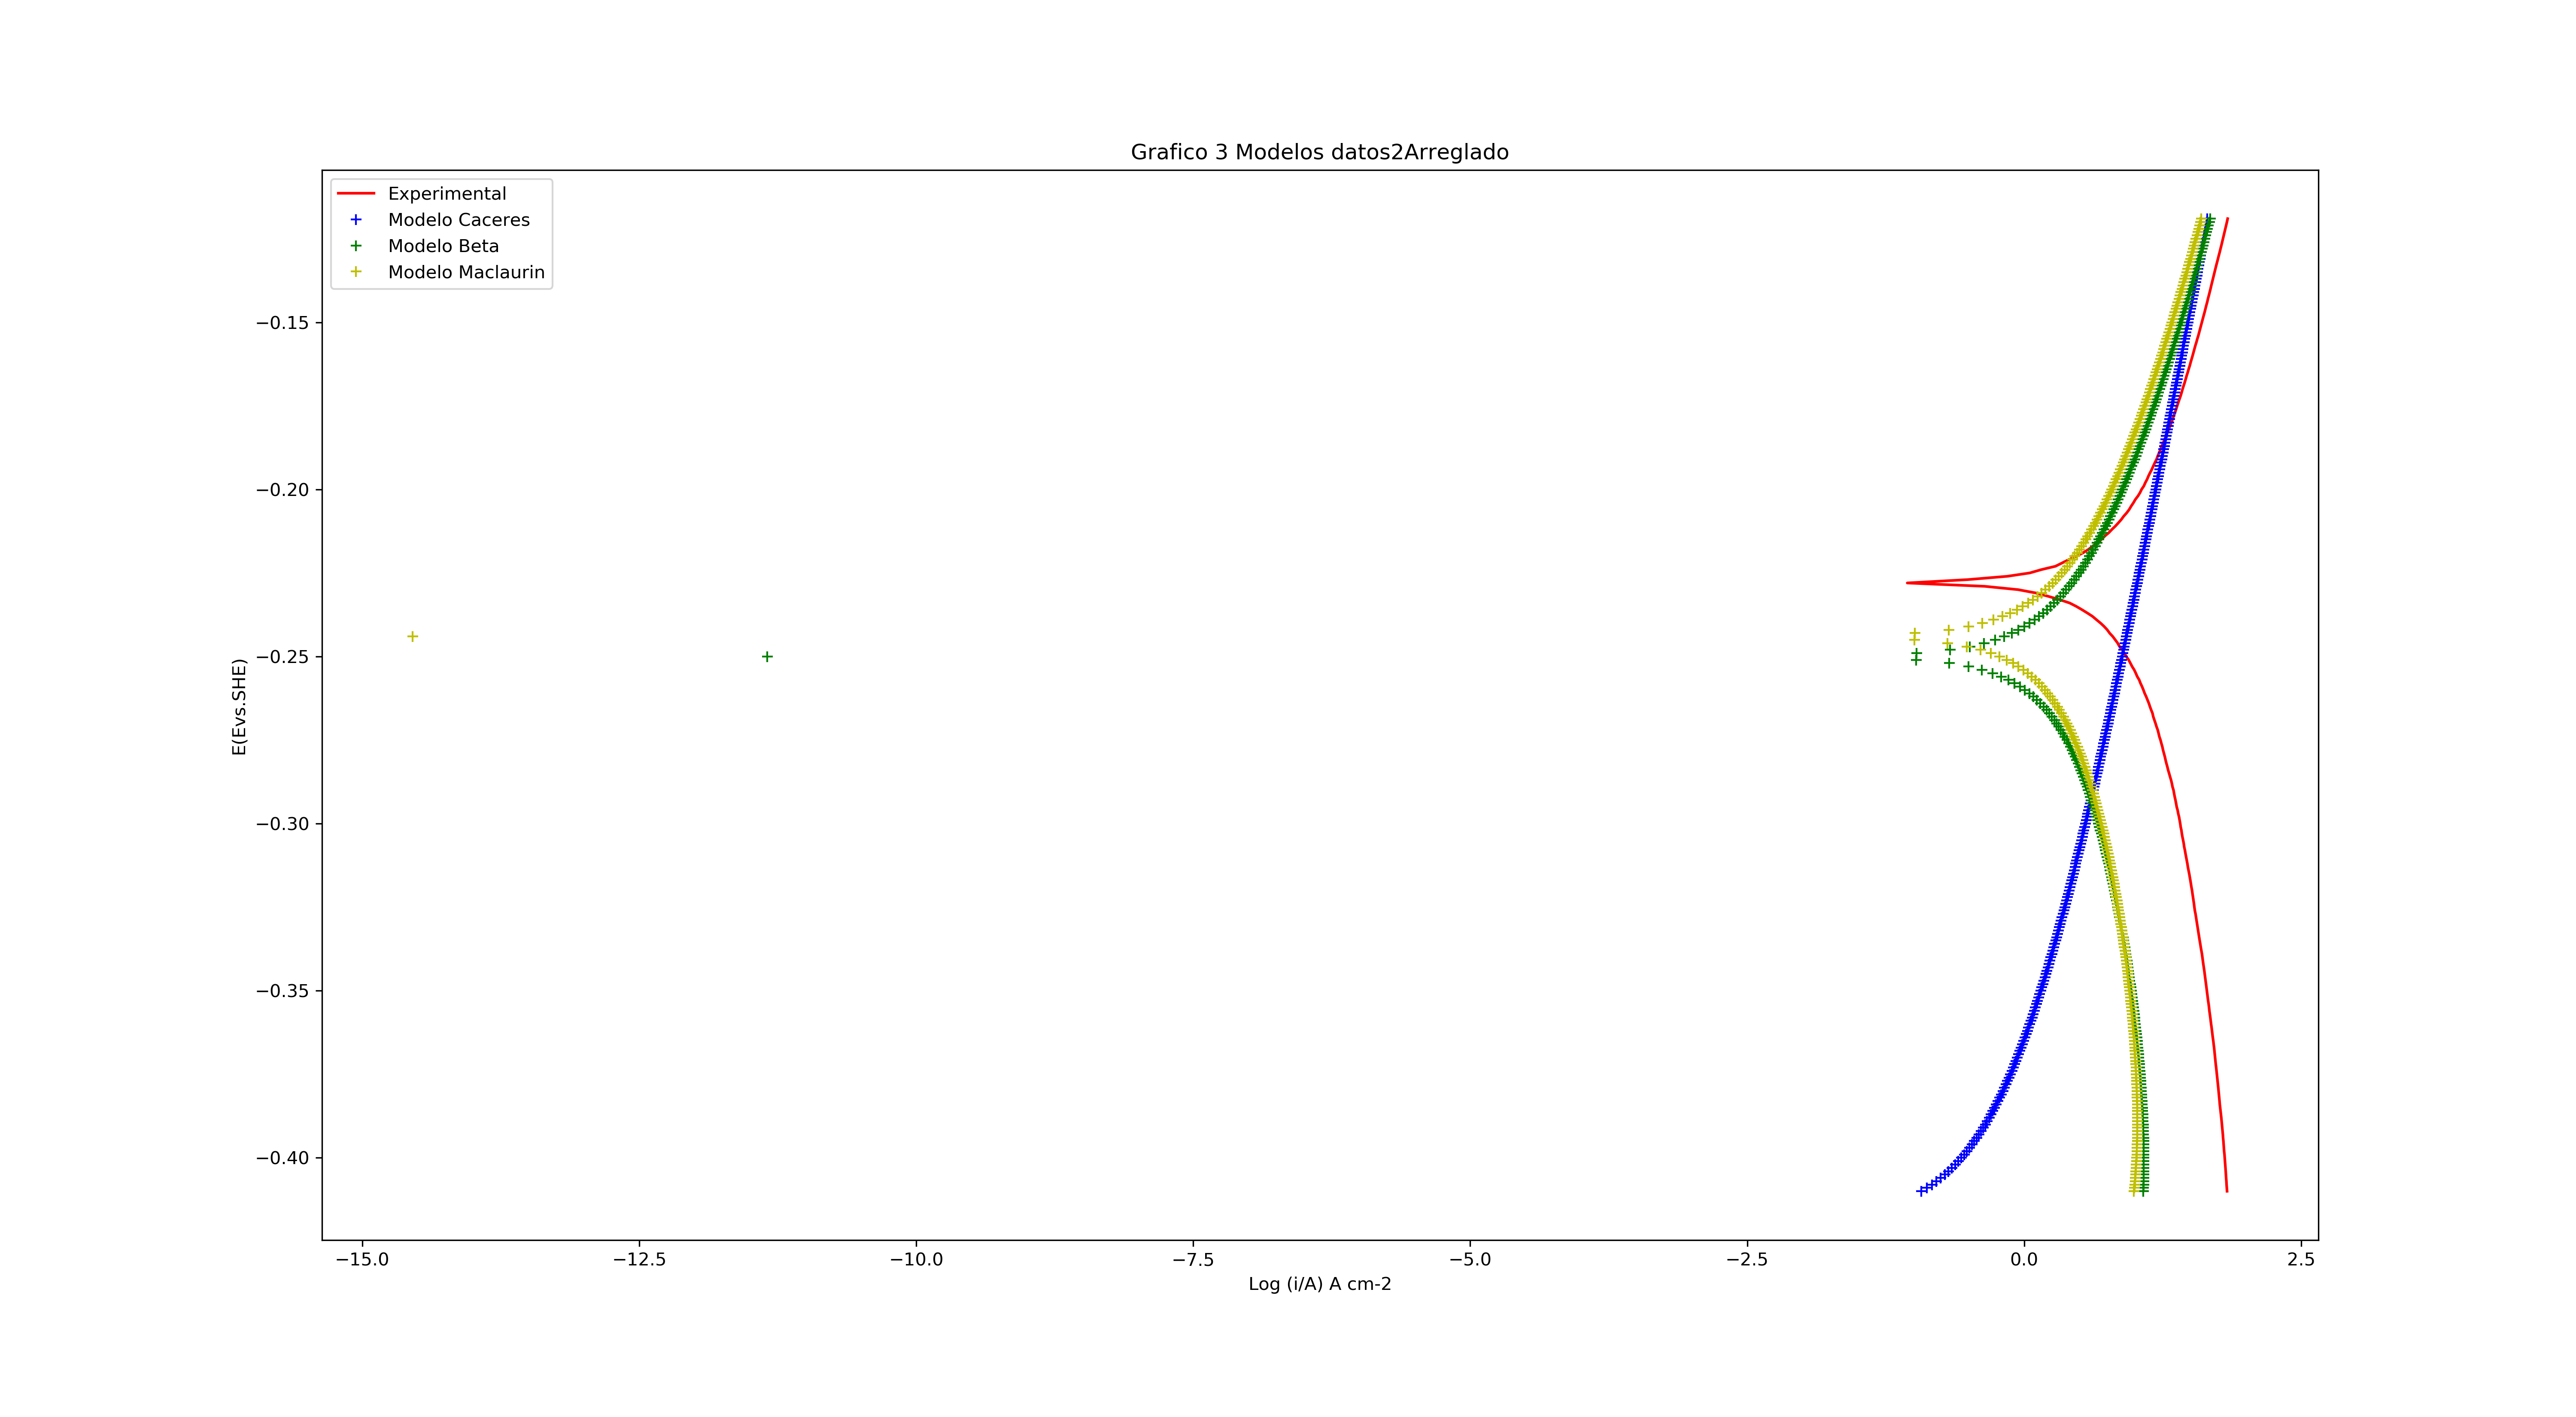 Grafico 3 Modelos datos2Arreglado
Experimental
Modelo Caceres
Modelo Beta
Modelo Maclaurin
−0.15
−0.20
−0.25
−0.30
−0.35
−0.40
E(Evs.SHE)
−15.0 −12.5 −10.0 −7.5 −5.0 −2.5 0.0 2.5
Log (i/A) A cm-2